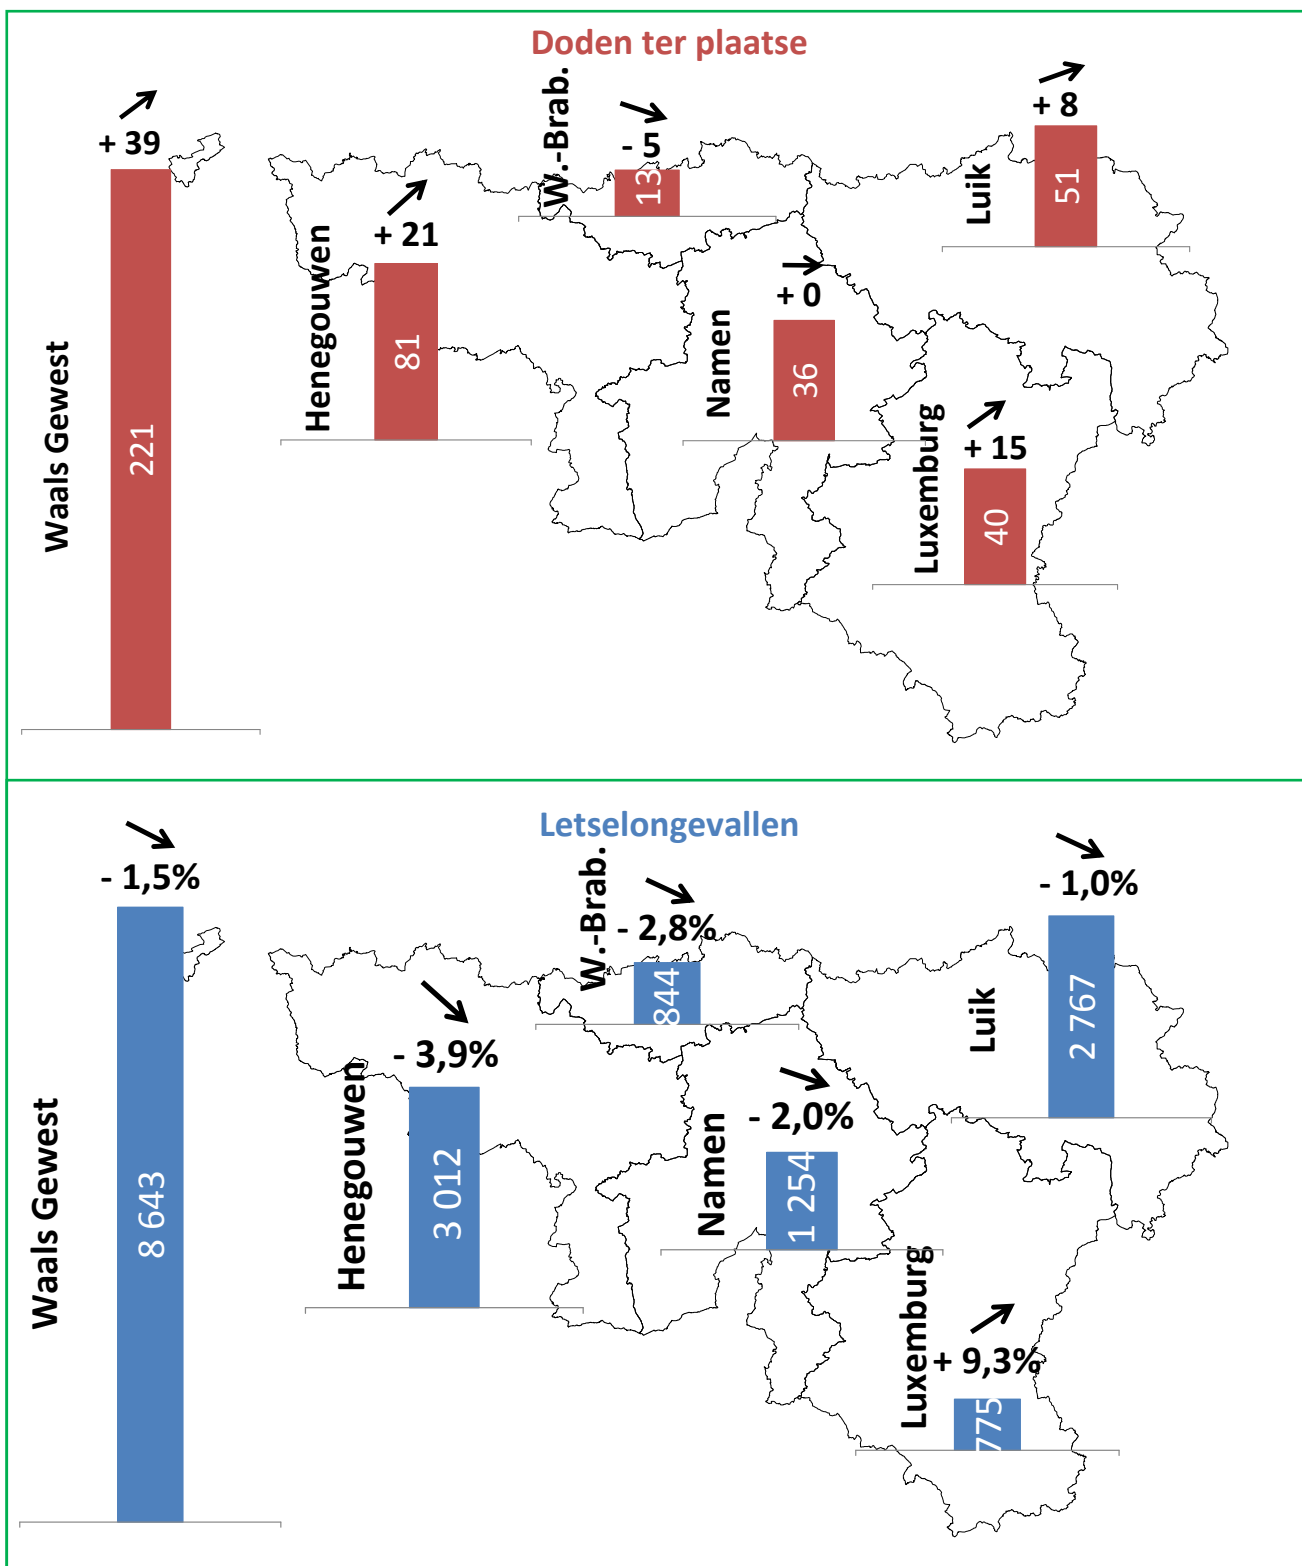 Doden ter plaatse
Waals Gewest
+ 39
221
Henegouwen
+ 21
81
W.-Brab.
- 5
13
Namen
+ 0
36
Luik
+ 8
51
Luxemburg
+ 15
40
Letselongevallen
Waals Gewest
- 1,5%
8 643
Henegouwen
- 3,9%
3 012
W.-Brab.
- 2,8%
844
Namen
- 2,0%
1 254
Luik
- 1,0%
2 767
Luxemburg
+ 9,3%
775